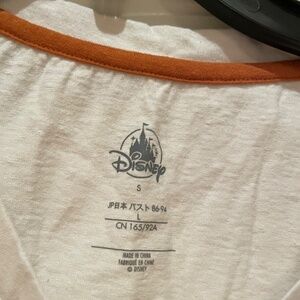 Disney
S
JP日本 バスト 86-94
L
CN 165/92A
MADE IN CHINA
FABRIQUÉ EN CHINE
© DISNEY